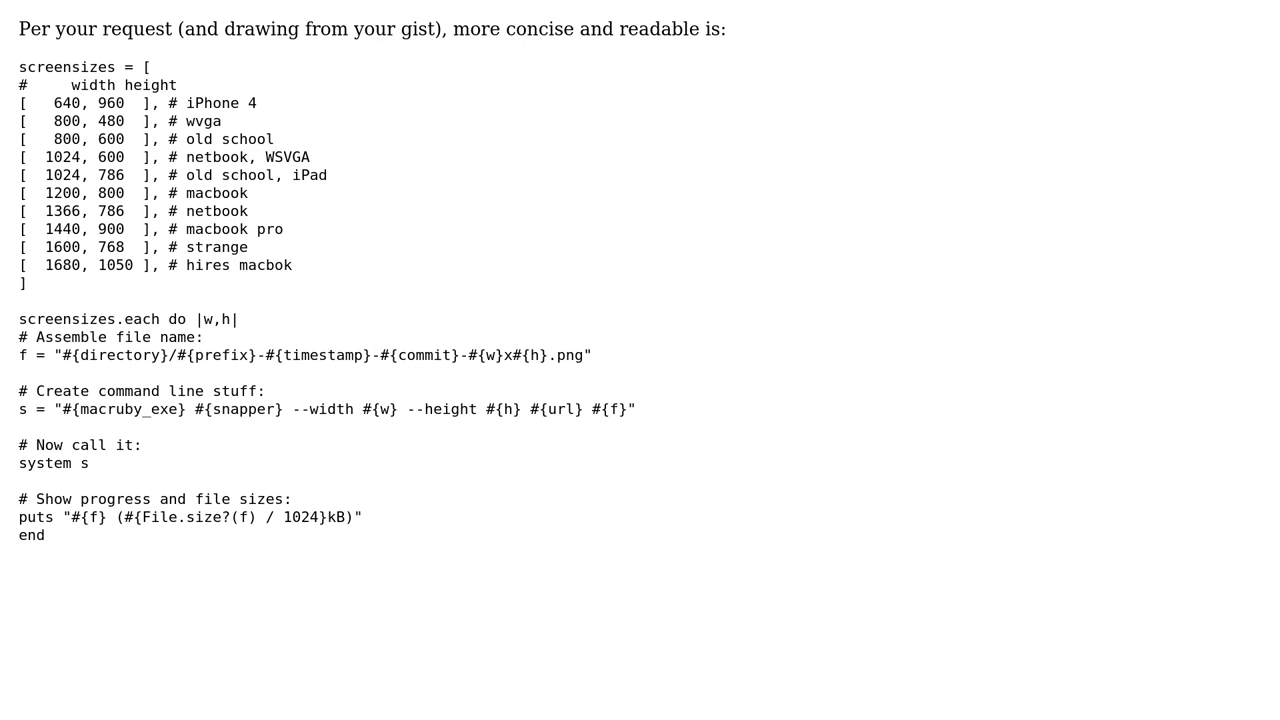 Per your request (and drawing from your gist), more concise and readable is:
screensizes = [
#     width height
[   640, 960  ], # iPhone 4
[   800, 480  ], # wvga
[   800, 600  ], # old school
[  1024, 600  ], # netbook, WSVGA
[  1024, 786  ], # old school, iPad
[  1200, 800  ], # macbook
[  1366, 786  ], # netbook
[  1440, 900  ], # macbook pro
[  1600, 768  ], # strange
[  1680, 1050 ], # hires macbok
]

screensizes.each do |w,h|
# Assemble file name:
f = "#{directory}/#{prefix}-#{timestamp}-#{commit}-#{w}x#{h}.png"

# Create command line stuff:
s = "#{macruby_exe} #{snapper} --width #{w} --height #{h} #{url} #{f}"

# Now call it:
system s

# Show progress and file sizes:
puts "#{f} (#{File.size?(f) / 1024}kB)"
end